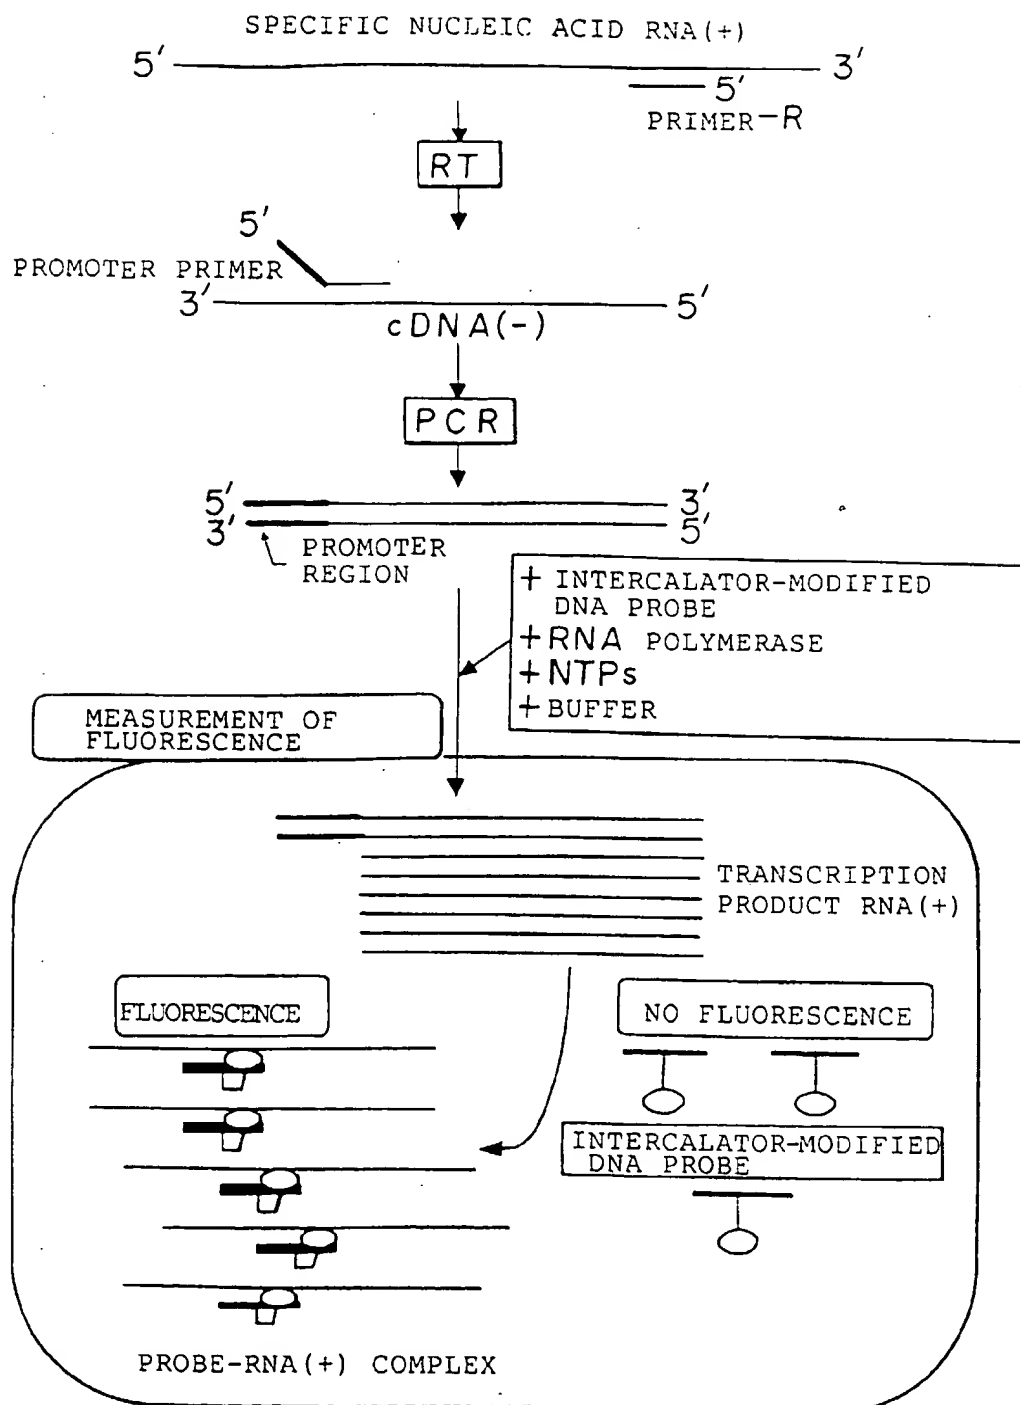 SPECIFIC NUCLEIC ACID RNA(+)
5' 3'
5'
PRIMER-R
RT
5'
PROMOTER PRIMER
3' 5'
cDNA(-)
PCR
5' 3'
3' 5'
PROMOTER
REGION
+ INTERCALATOR-MODIFIED
DNA PROBE
+RNA POLYMERASE
+NTPs
+BUFFER
MEASUREMENT OF
FLUORESCENCE
TRANSCRIPTION
PRODUCT RNA(+)
FLUORESCENCE
NO FLUORESCENCE
INTERCALATOR-MODIFIED
DNA PROBE
PROBE-RNA(+) COMPLEX